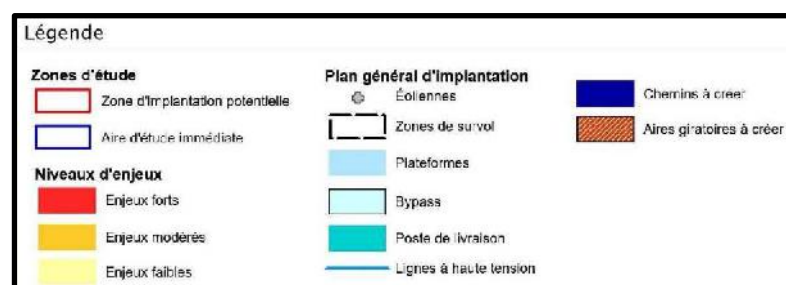 Légende
Zones d'étude
Zone d'implantation potentielle
Aire d'étude immédiate
Niveaux d'enjeux
Enjeux forts
Enjeux modérés
Enjeux faibles
Plan général d'implantation
Éoliennes
Zones de survol
Plateformes
Bypass
Poste de livraison
Lignes à haute tension
Chemins à creer
Aires giratoires à créer